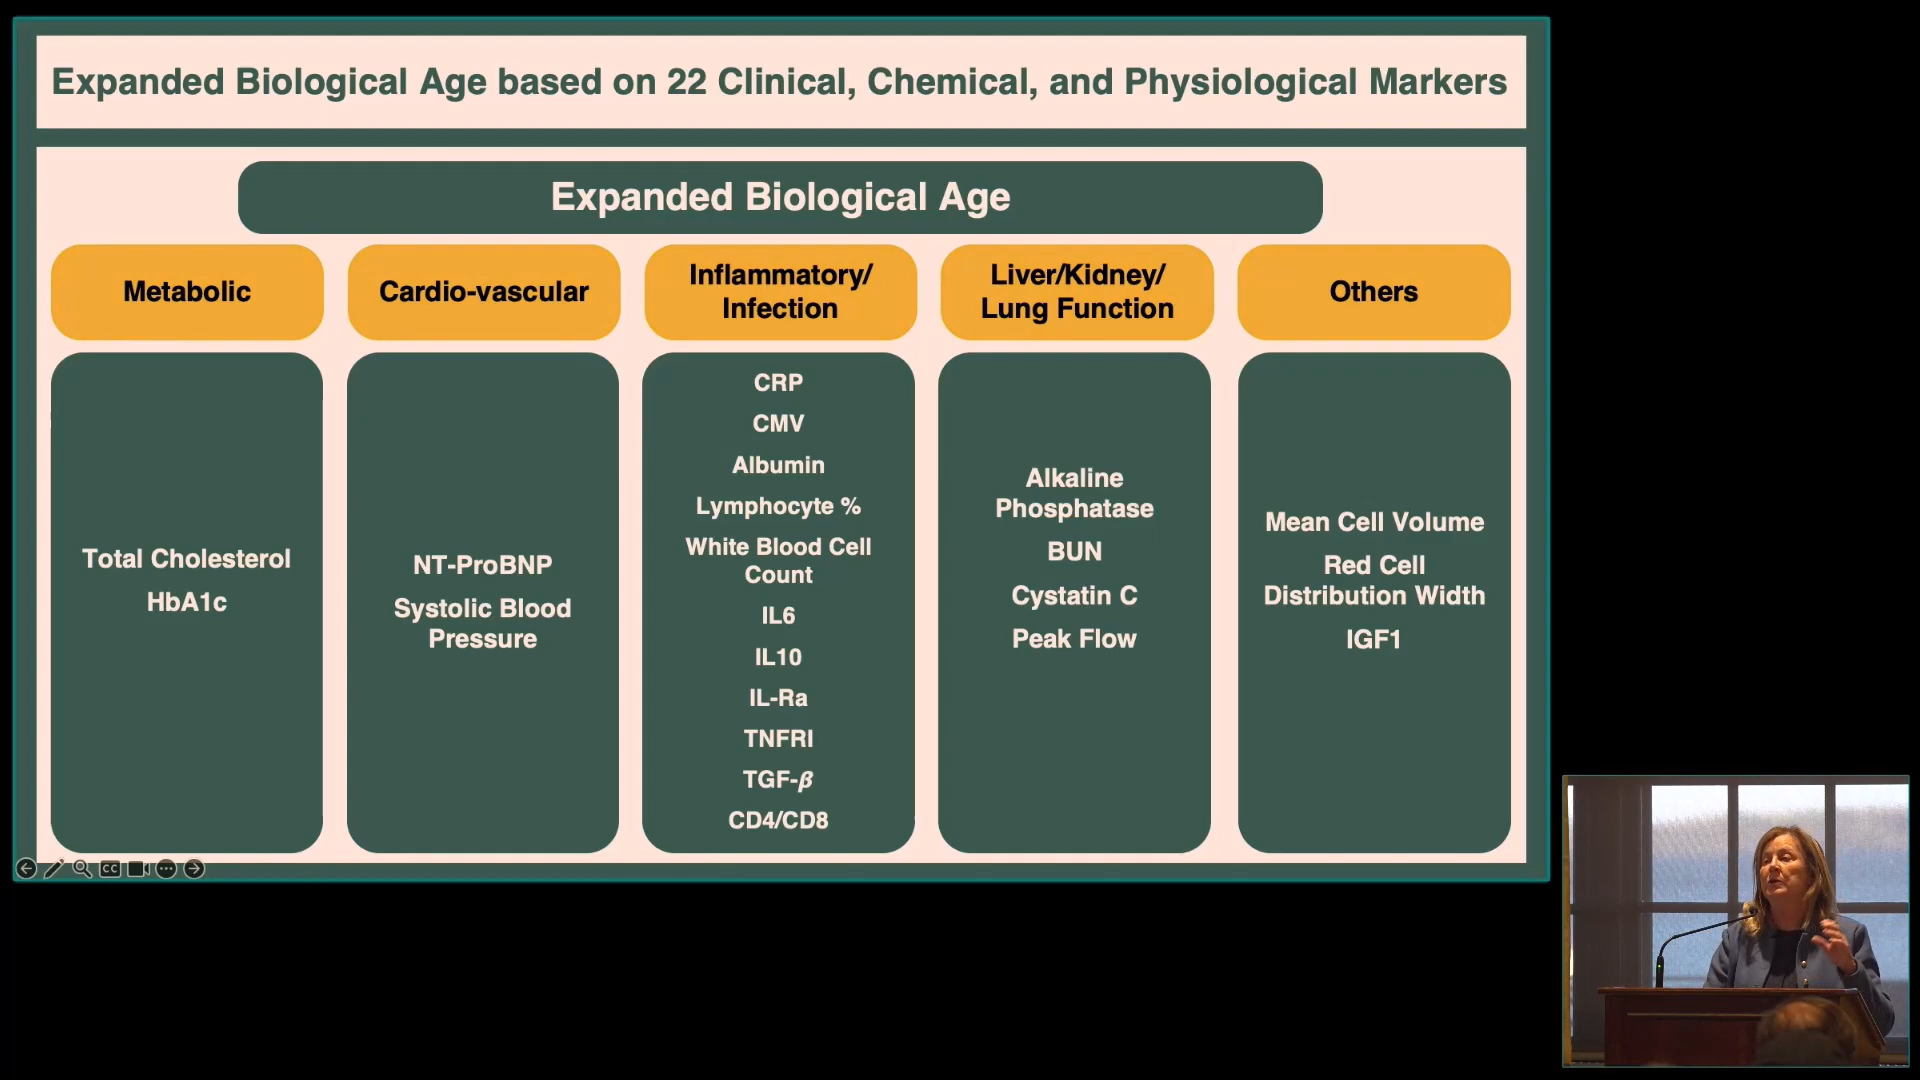 Expanded Biological Age based on 22 Clinical, Chemical, and Physiological Markers
Expanded Biological Age
Metabolic
Total Cholesterol
HbA1c
Cardio-vascular
NT-ProBNP
Systolic Blood
Pressure
Inflammatory/
Infection
CRP
CMV
Albumin
Lymphocyte %
White Blood Cell
Count
IL6
IL10
IL-Ra
TNFRI
TGF-β
CD4/CD8
Liver/Kidney/
Lung Function
Alkaline
Phosphatase
BUN
Cystatin C
Peak Flow
Others
Mean Cell Volume
Red Cell
Distribution Width
IGF1
CC